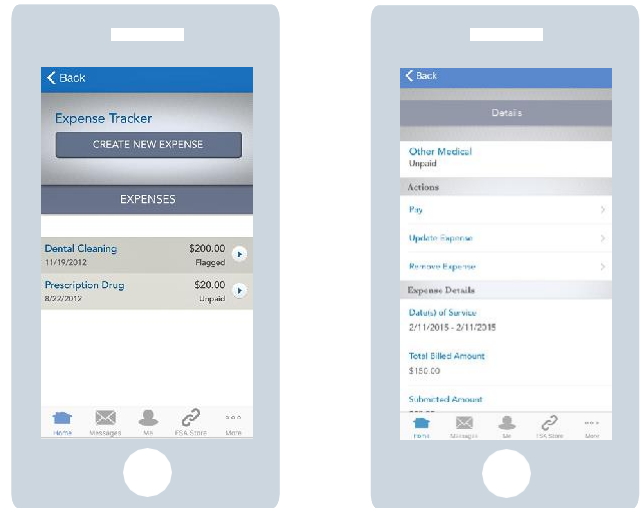 Back
Expense Tracker
CREATE NEW EXPENSE
EXPENSES
Dental Cleaning $200.00
11/19/2012 Flagged
Prescription Drug $20.00
8/22/2012 Unpaid
Home Messages Me FSA Store More
Back
Details
Other Medical
Unpaid
Actions
Pay
Update Expense
Remove Expense
Expense Details
Date(s) of Service
2/11/2015 - 2/11/2015
Total Billed Amount
$150.00
Submitted Amount
Home Messages Me FSA Store More